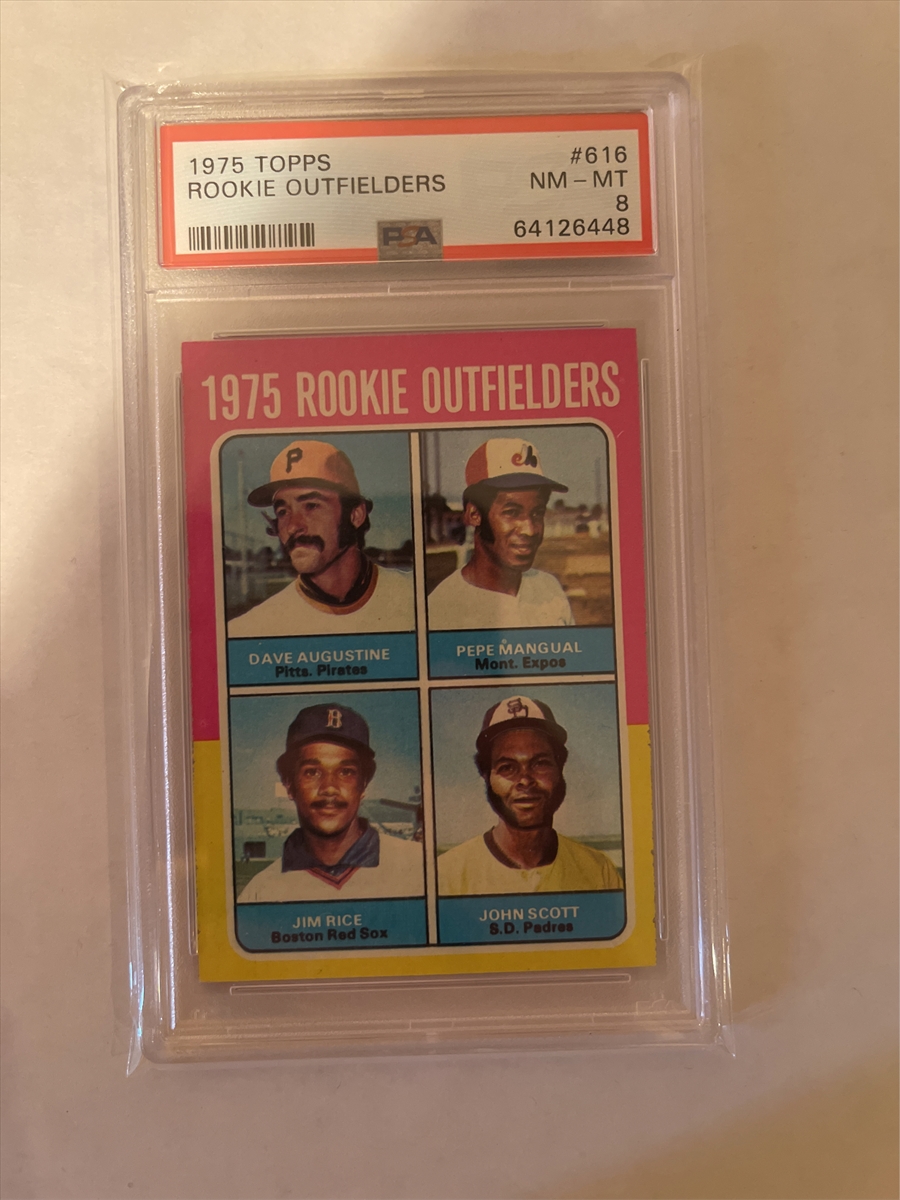 1975 TOPPS
ROOKIE OUTFIELDERS
#616
NM - MT
8
64126448
PSA
1975 ROOKIE OUTFIELDERS
P
DAVE AUGUSTINE
Pitts. Pirates
PEPE MANGUAL
Mont. Expos
B
JIM RICE
Boston Red Sox
SD
JOHN SCOTT
S.D. Padres